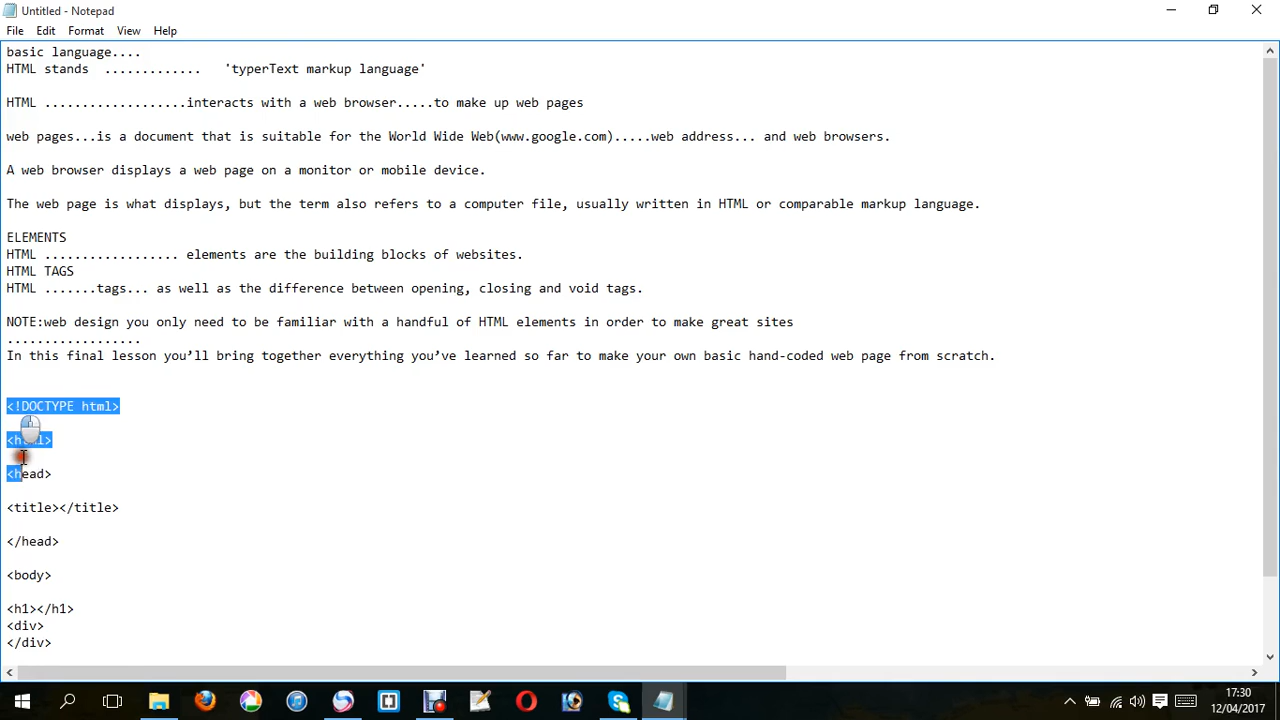 Untitled - Notepad
File Edit Format View Help
basic language....
HTML stands ............. 'typerText markup language'
HTML ...................interacts with a web browser.....to make up web pages
web pages...is a document that is suitable for the World Wide Web(www.google.com).....web address... and web browsers.
A web browser displays a web page on a monitor or mobile device.
The web page is what displays, but the term also refers to a computer file, usually written in HTML or comparable markup language.
ELEMENTS
HTML .................. elements are the building blocks of websites.
HTML TAGS
HTML .......tags... as well as the difference between opening, closing and void tags.
NOTE:web design you only need to be familiar with a handful of HTML elements in order to make great sites
..................
In this final lesson you’ll bring together everything you’ve learned so far to make your own basic hand-coded web page from scratch.
<!DOCTYPE html>
<html>
<head>
<title></title>
</head>
<body>
<h1></h1>
<div>
</div>
17:30
12/04/2017